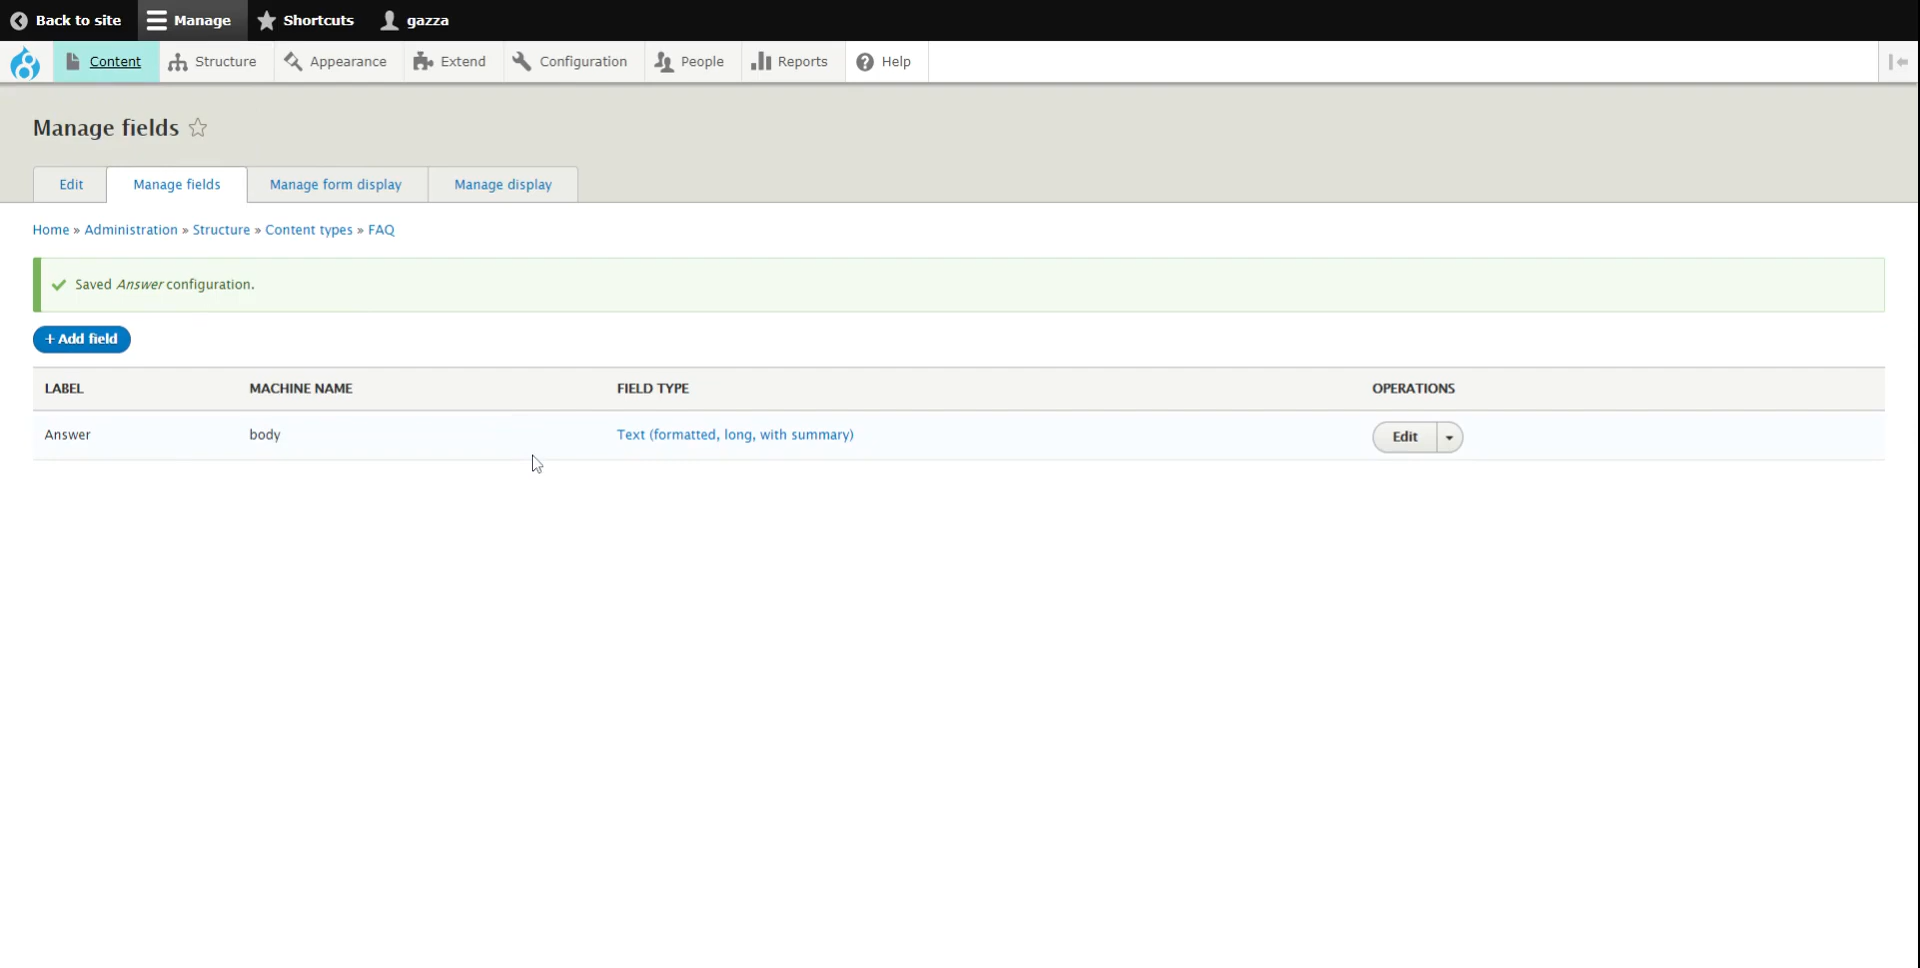 Back to site Manage Shortcuts gazza
Content Structure Appearance Extend Configuration People Reports Help
Manage fields
Edit Manage fields Manage form display Manage display
Home » Administration » Structure » Content types » FAQ
Saved Answer configuration.
+ Add field
LABEL MACHINE NAME FIELD TYPE OPERATIONS
Answer body Text (formatted, long, with summary) Edit